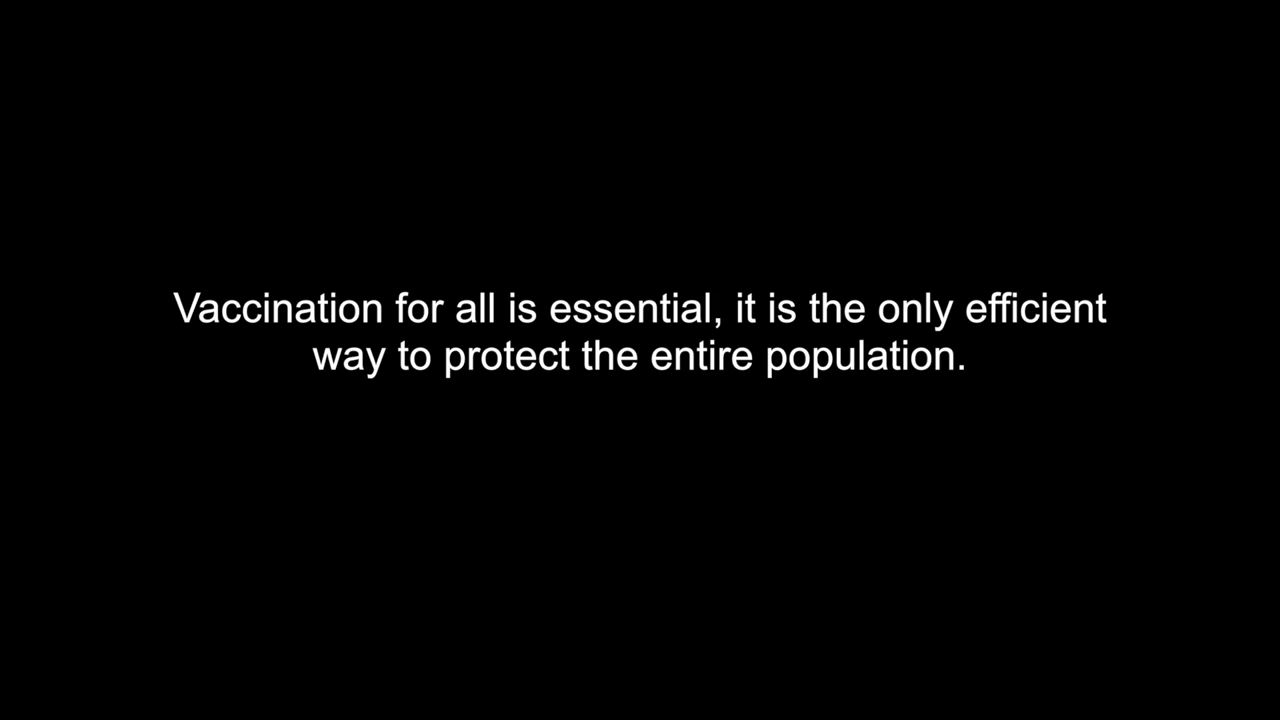 Vaccination for all is essential, it is the only efficient
way to protect the entire population.